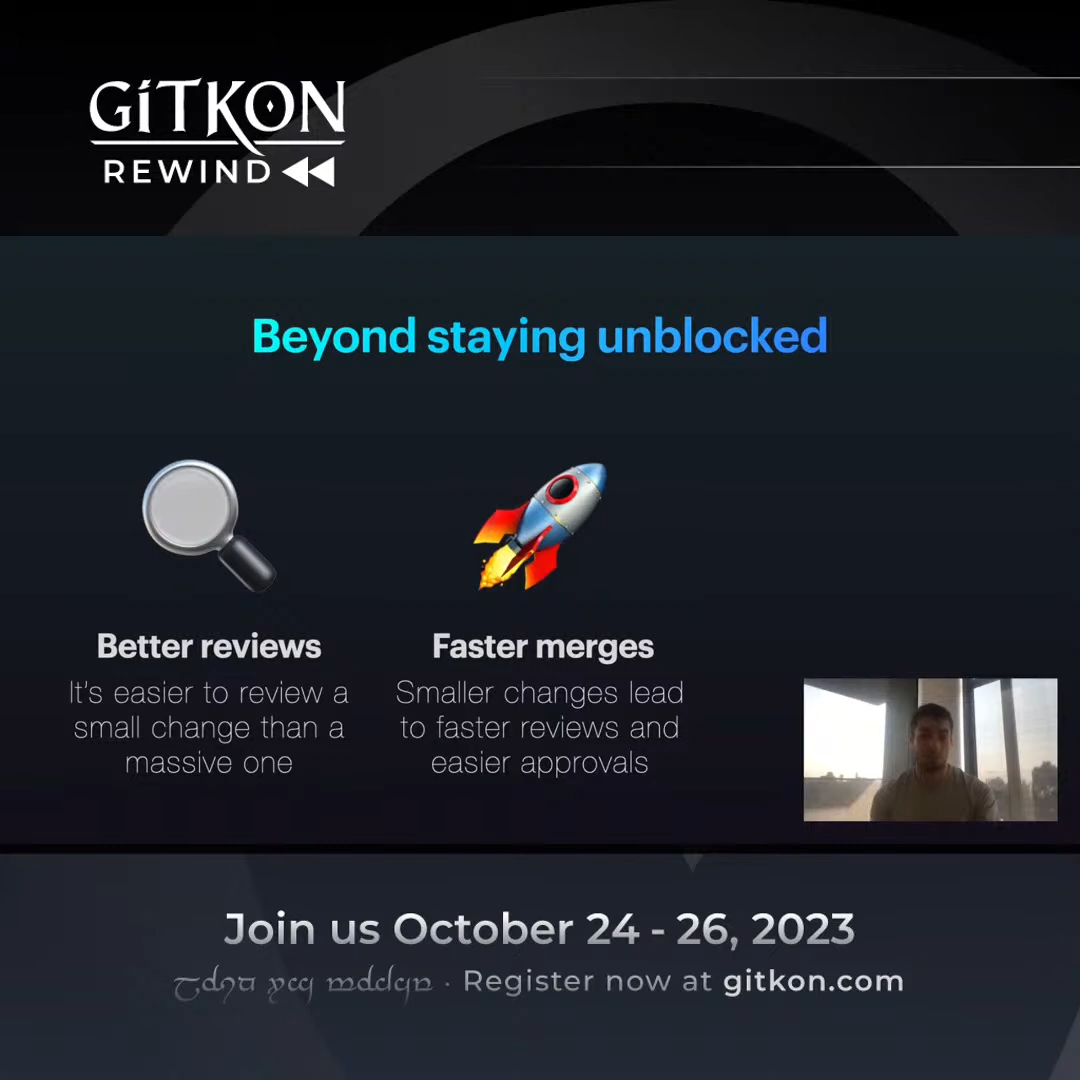 GITKON
REWIND
Beyond staying unblocked
Better reviews
It's easier to review a
small change than a
massive one
Faster merges
Smaller changes lead
to faster reviews and
easier approvals
Join us October 24 - 26, 2023
· Register now at gitkon.com